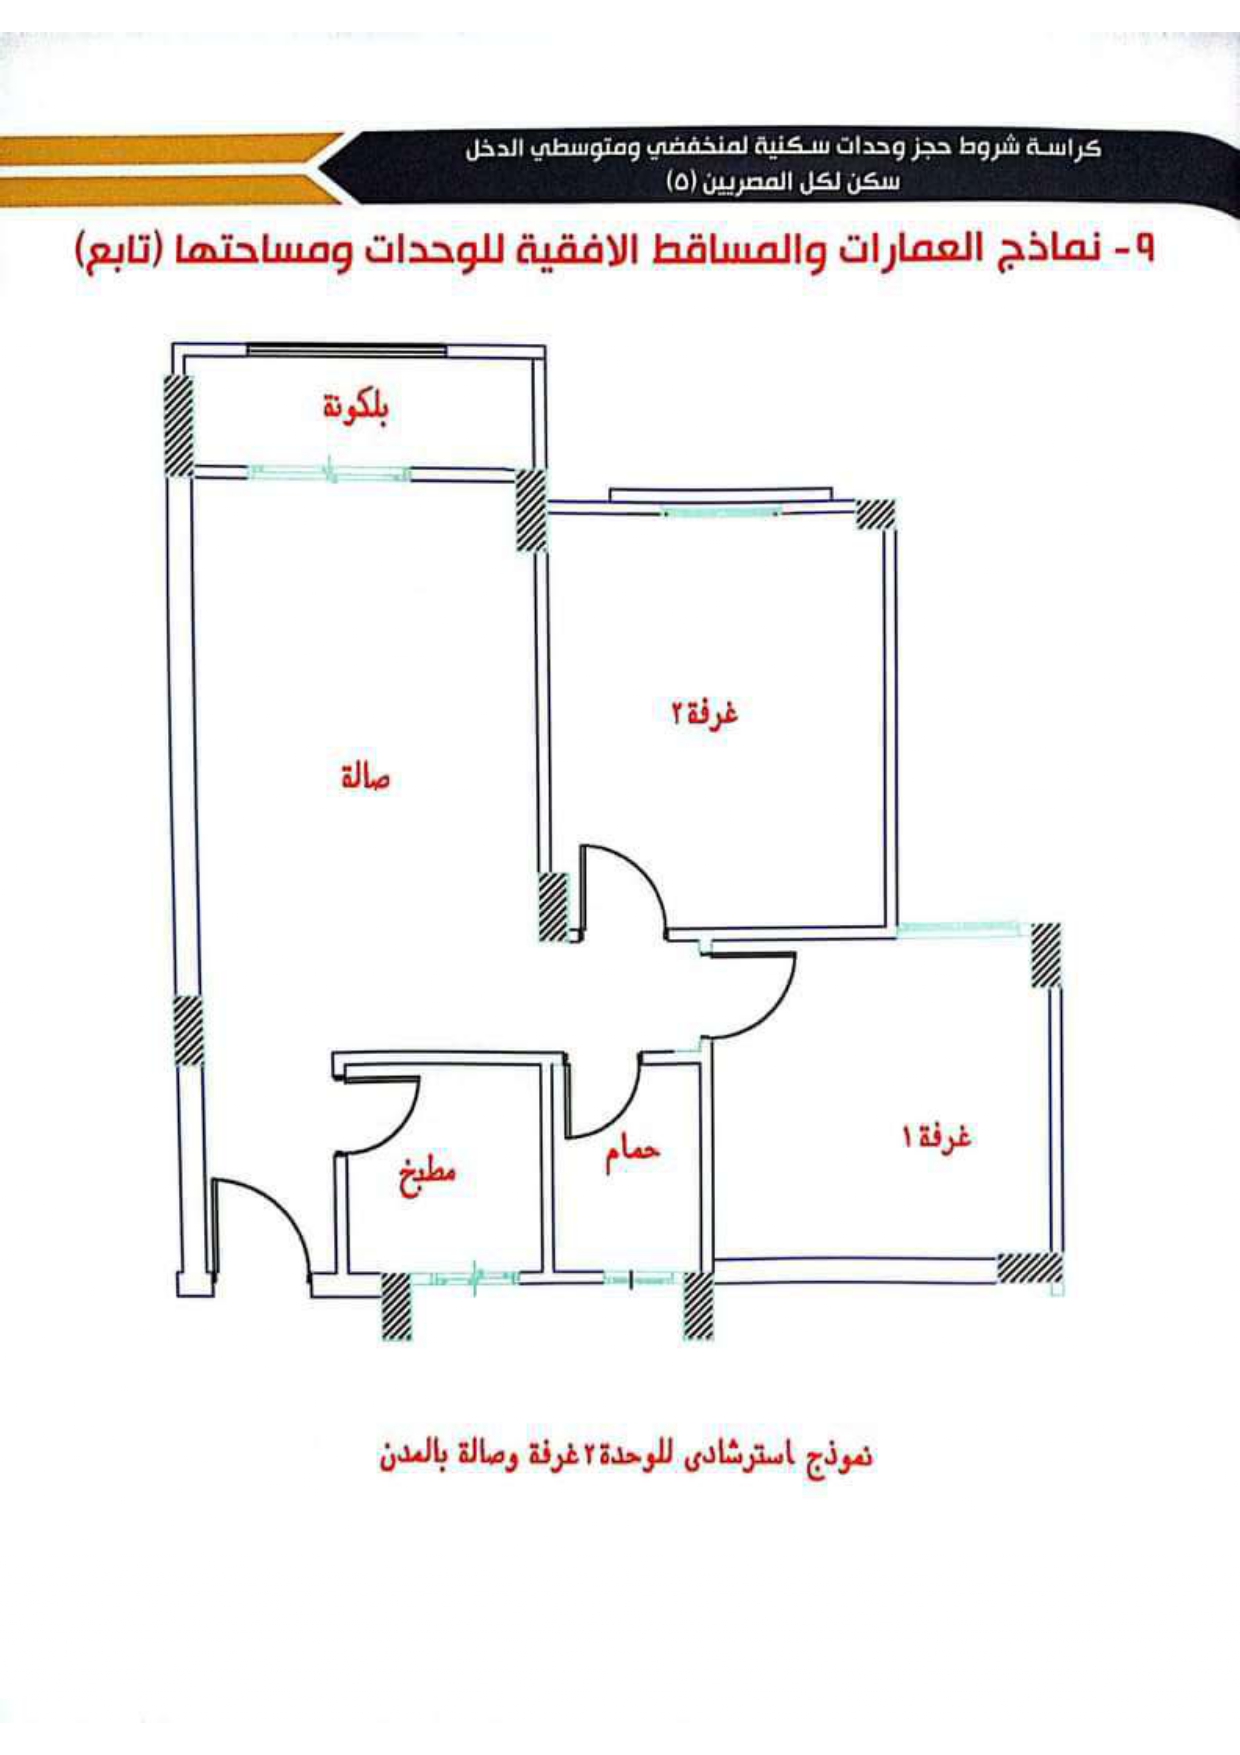 كراسة شروط حجز وحدات سكنية لمنخفضي ومتوسطي الدخل
سكن لكل المصريين (٥)
٩- نماذج العمارات والمساقط الافقية للوحدات ومساحتها (تابع)
بلكونة
غرفة ٢
صالة
غرفة ١
حمام
مطبخ
نموذج استرشادى للوحدة ٢ غرفة وصالة بالمدن